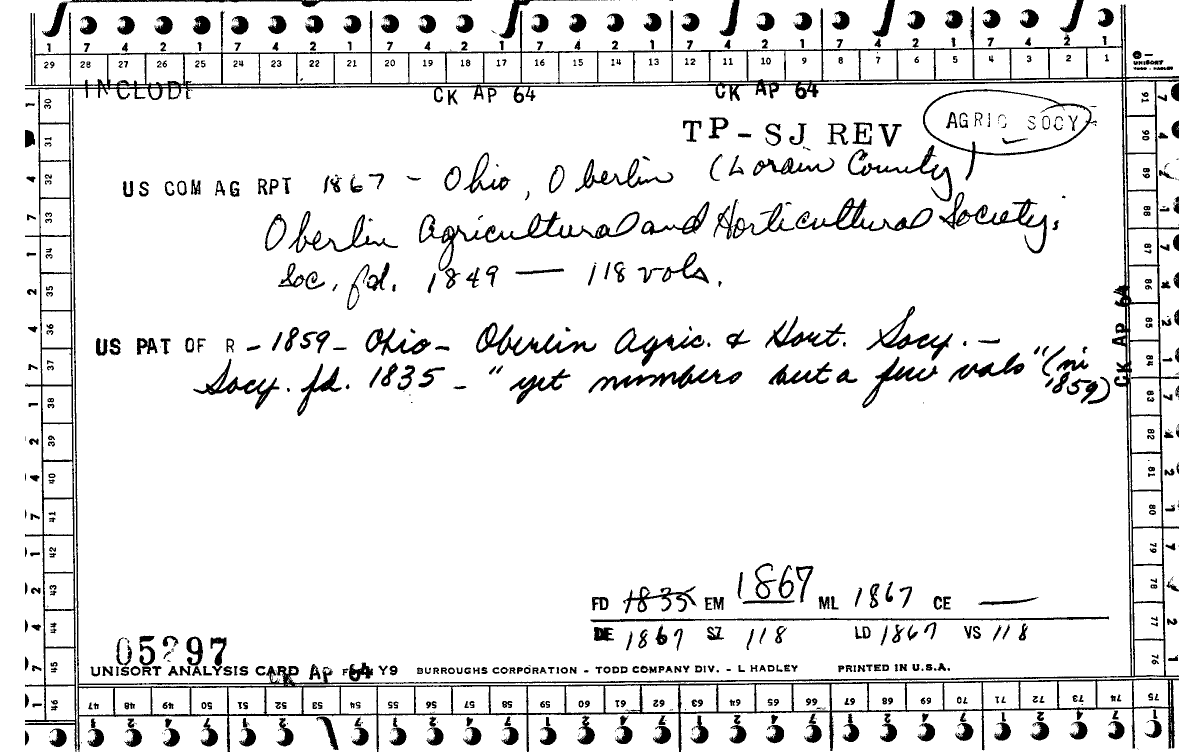 1 7 4 2 1 7 4 2 1 7 4 2 1 7 4 2 1 7 4 2 1 7 4 2 1 7 4 2 1
29 28 27 26 25 24 23 22 21 20 19 18 17 16 15 14 13 12 11 10 9 8 7 6 5 4 3 2 1
UNISORT
TODD - HADLEY
INCLUDE
CK AP 64 CK AP 64
TP - SJ REV AGRIC SOCY
US COM AG RPT 1867 - Ohio, Oberlin (Lorain County)
Oberlin Agricultural and Horticultural Society.
Soc. fd. 1849 — 118 vols.
US PAT OF R - 1859 - Ohio - Oberlin Agric. & Hort. Socy. -
Socy. fd. 1835 - "yet numbers but a few vols" (in
1859)
CK AP 64
30 31 32 33 34 35 36 37 38 39 40 41 42 43 44 45 46
91 90 89 88 87 86 85 84 83 82 81 80 79 78 77 76
FD 1835 EM 1867 ML 1867 CE —
DE 1867 SZ 118 LD 1867 VS 118
05297
UNISORT ANALYSIS CARD Y9 BURROUGHS CORPORATION - TODD COMPANY DIV. - L HADLEY PRINTED IN U.S.A.
CK AP 64
47 48 49 50 51 52 53 54 55 56 57 58 59 60 61 62 63 64 65 66 67 68 69 70 71 72 73 74 75